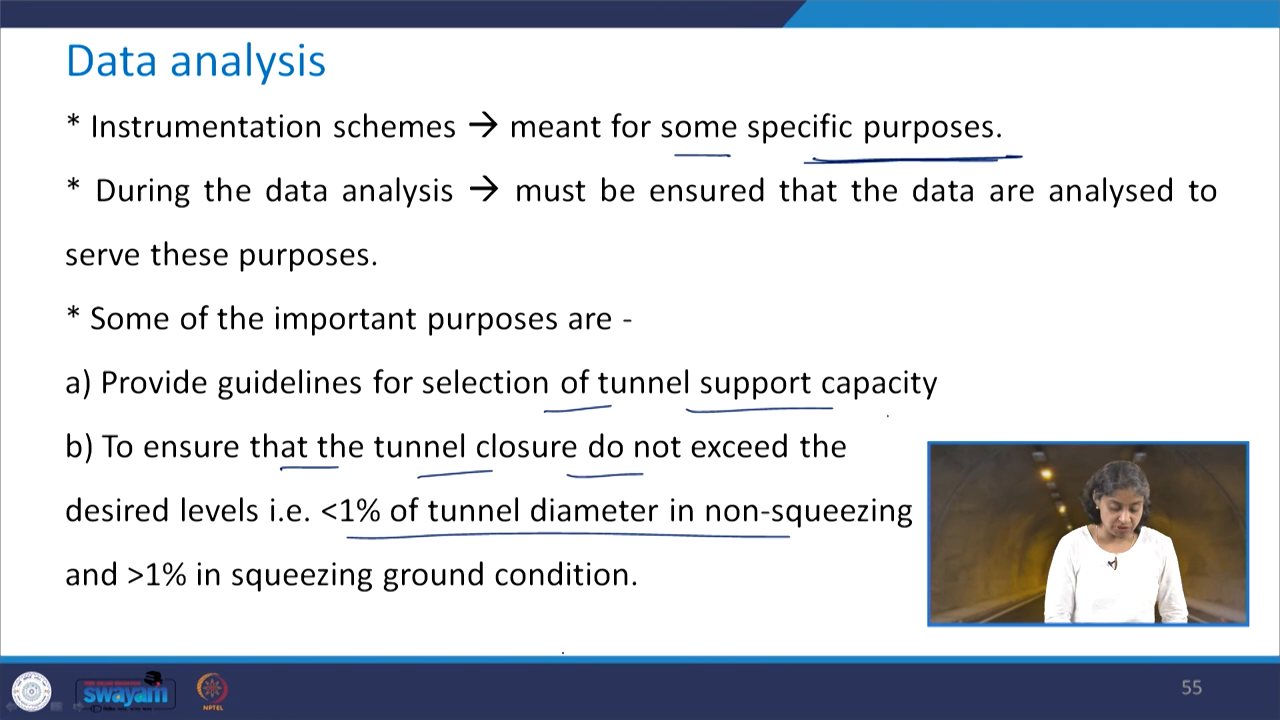 Data analysis
* Instrumentation schemes → meant for some specific purposes.
* During the data analysis → must be ensured that the data are analysed to
serve these purposes.
* Some of the important purposes are -
a) Provide guidelines for selection of tunnel support capacity
b) To ensure that the tunnel closure do not exceed the
desired levels i.e. <1% of tunnel diameter in non-squeezing
and >1% in squeezing ground condition.
swayam
NPTEL
55